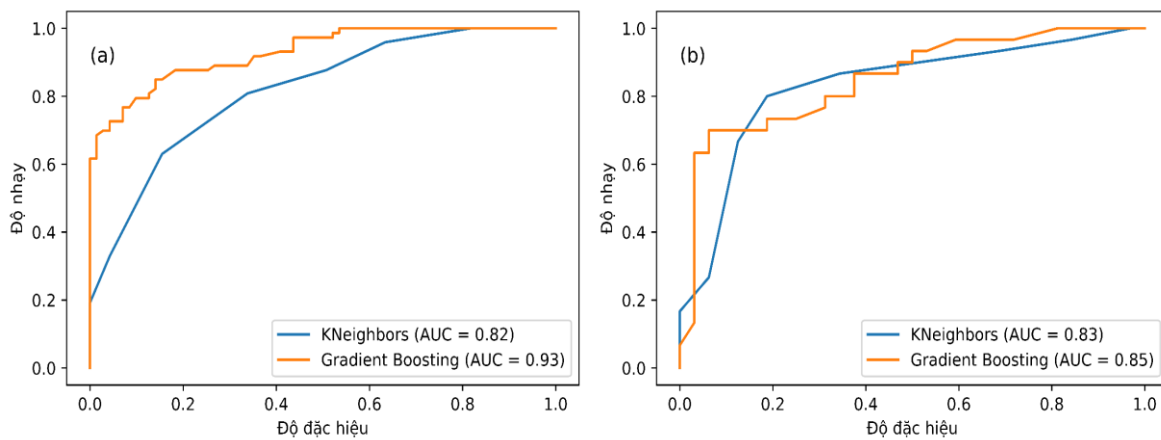 (a)
1.0
0.8
0.6
0.4
0.2
0.0
Độ nhạy
KNeighbors (AUC = 0.82)
Gradient Boosting (AUC = 0.93)
0.0 0.2 0.4 0.6 0.8 1.0
Độ đặc hiệu
(b)
1.0
0.8
0.6
0.4
0.2
0.0
Độ nhạy
KNeighbors (AUC = 0.83)
Gradient Boosting (AUC = 0.85)
0.0 0.2 0.4 0.6 0.8 1.0
Độ đặc hiệu